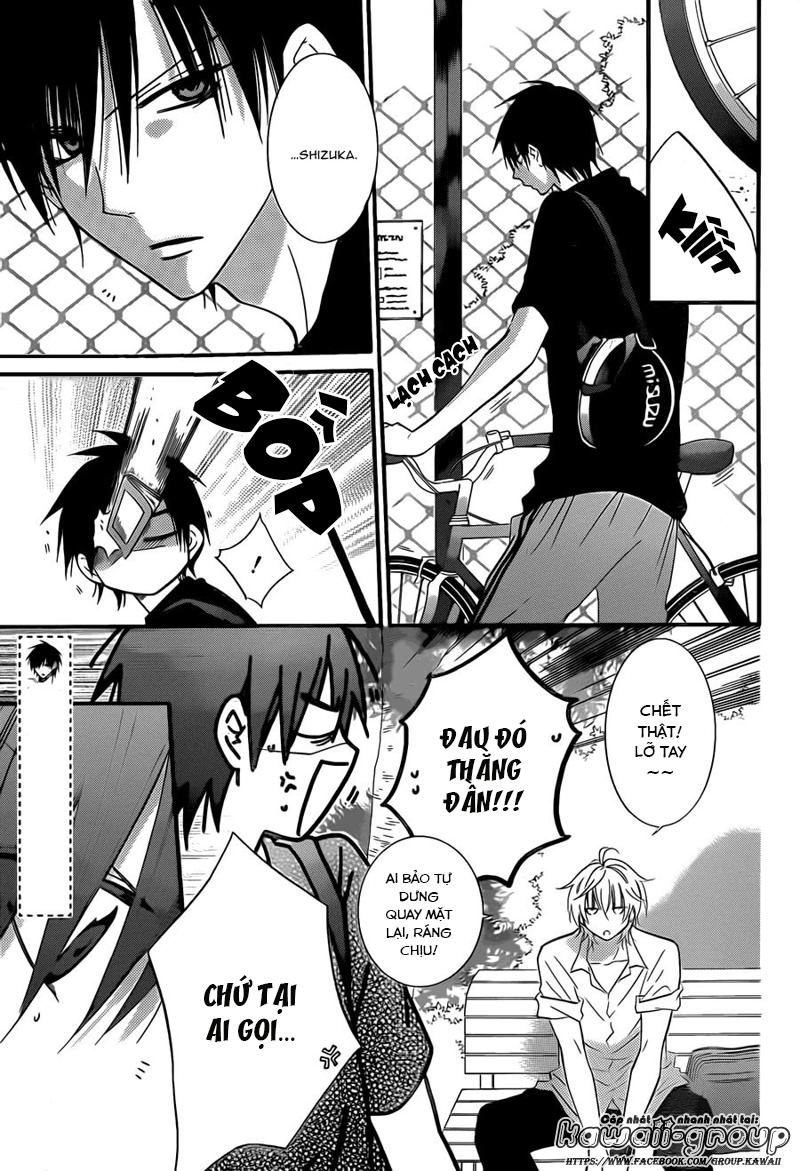 KIIÍT
LẠCH CẠCH
misuzu
...SHIZUKA.
BỐP
!
CHẾT
THẬT!
LỠ TAY
~~
ĐAU ĐÓ
THẰNG
ĐẦN!!!
AI BẢO TỰ
DƯNG
QUAY MẶT
LẠI, RÁNG
CHỊU!
CHỨ TẠI
AI GỌI...
Cập nhật nhanh nhất tại:
kawaii-group
HTTPS://WWW.FACEBOOK.COM/GROUP.KAWAII